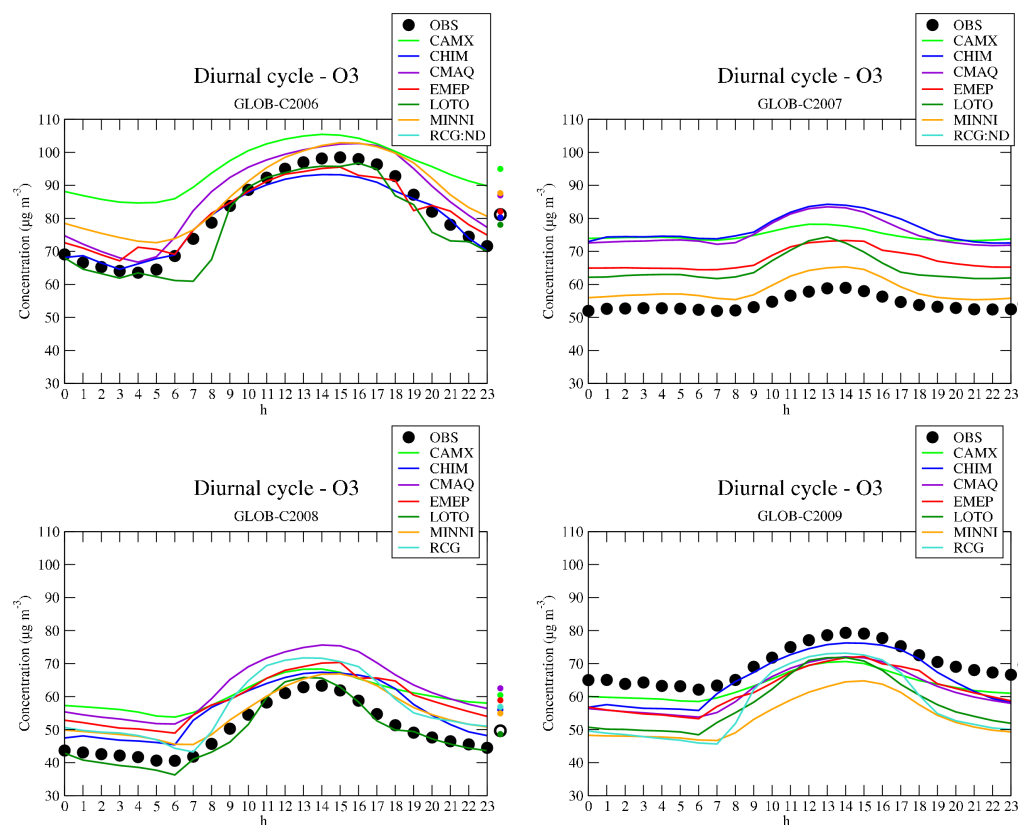 OBS
CAMX
CHIM
CMAQ
EMEP
LOTO
MINNI
RCG:ND
Diurnal cycle - O3
GLOB-C2006
Concentration (µg m⁻³)
110
100
90
80
70
60
50
40
30
0 1 2 3 4 5 6 7 8 9 10 11 12 13 14 15 16 17 18 19 20 21 22 23
h
OBS
CAMX
CHIM
CMAQ
EMEP
LOTO
MINNI
RCG:ND
Diurnal cycle - O3
GLOB-C2007
Concentration (µg m⁻³)
110
100
90
80
70
60
50
40
30
0 1 2 3 4 5 6 7 8 9 10 11 12 13 14 15 16 17 18 19 20 21 22 23
h
OBS
CAMX
CHIM
CMAQ
EMEP
LOTO
MINNI
RCG
Diurnal cycle - O3
GLOB-C2008
Concentration (µg m⁻³)
110
100
90
80
70
60
50
40
30
0 1 2 3 4 5 6 7 8 9 10 11 12 13 14 15 16 17 18 19 20 21 22 23
h
OBS
CAMX
CHIM
CMAQ
EMEP
LOTO
MINNI
RCG
Diurnal cycle - O3
GLOB-C2009
Concentration (µg m⁻³)
110
100
90
80
70
60
50
40
30
0 1 2 3 4 5 6 7 8 9 10 11 12 13 14 15 16 17 18 19 20 21 22 23
h